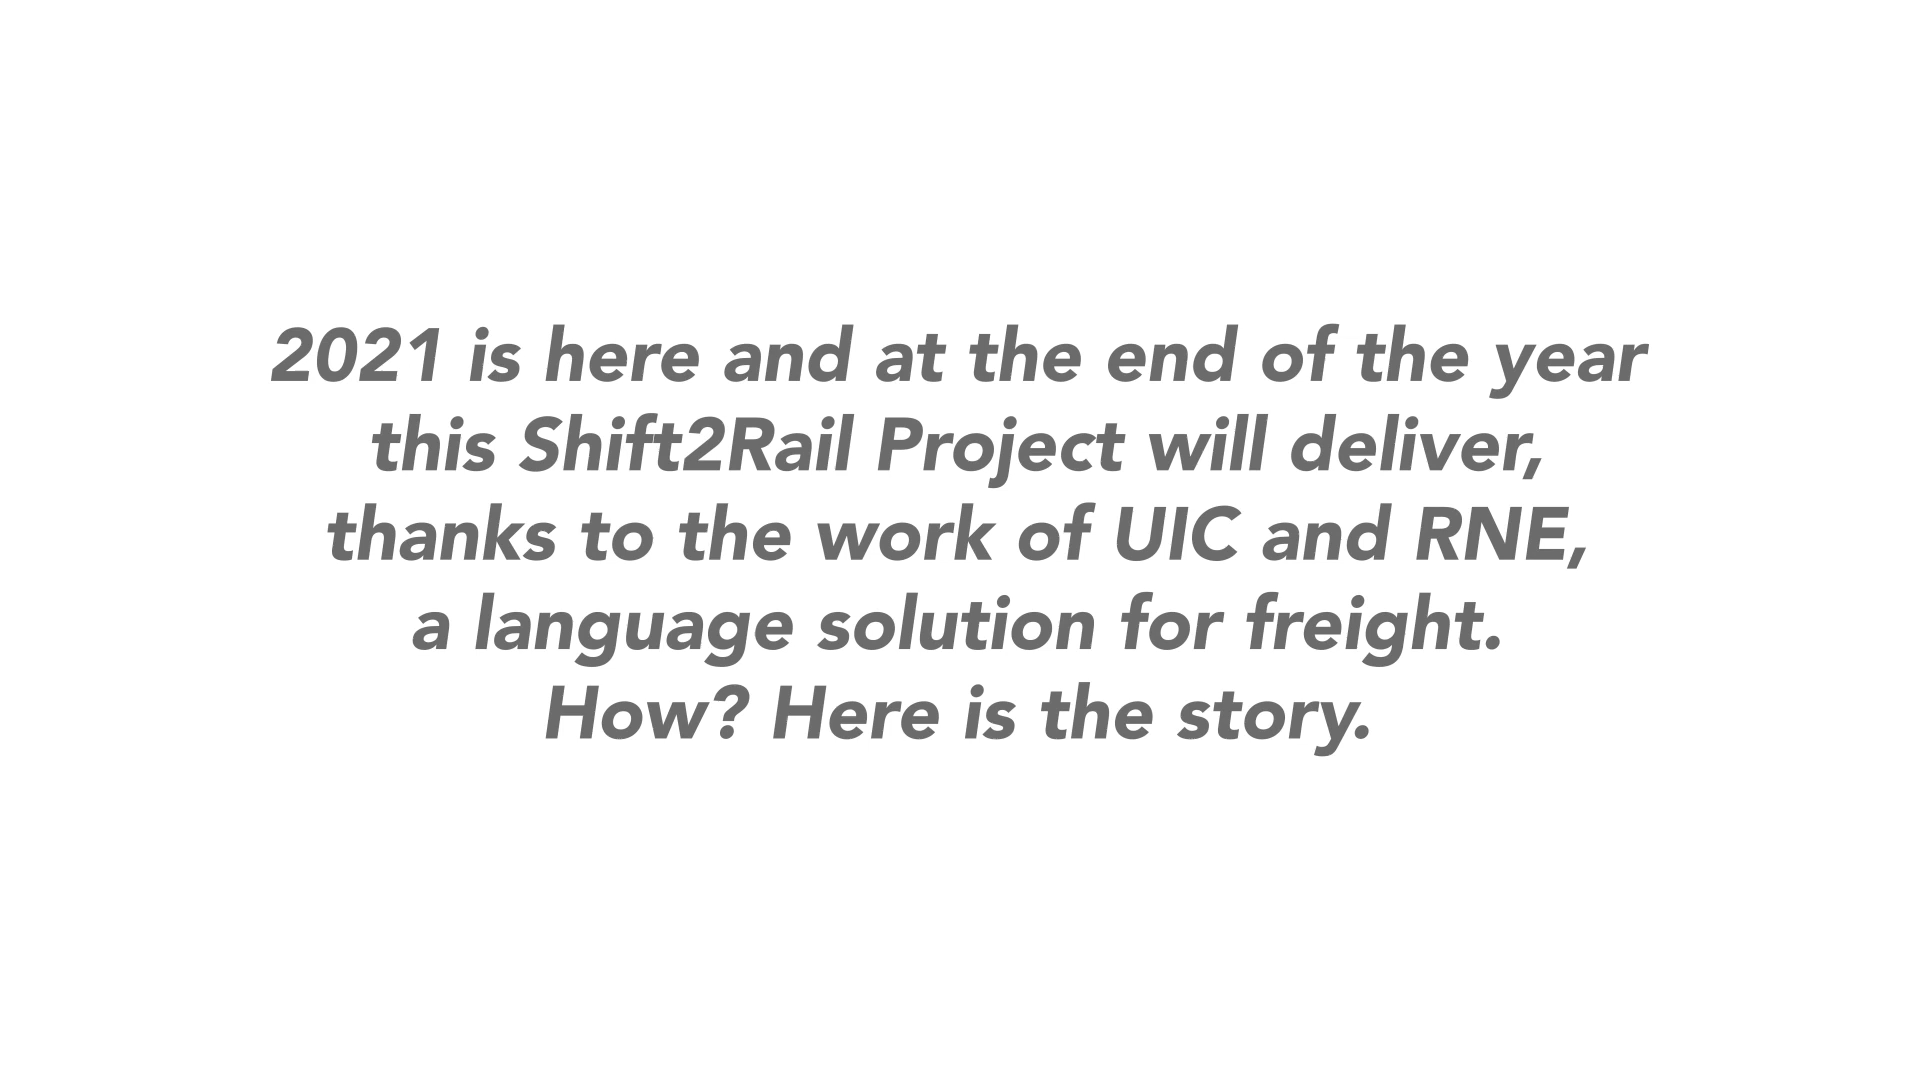 2021 is here and at the end of the year
this Shift2Rail Project will deliver,
thanks to the work of UIC and RNE,
a language solution for freight.
How? Here is the story.